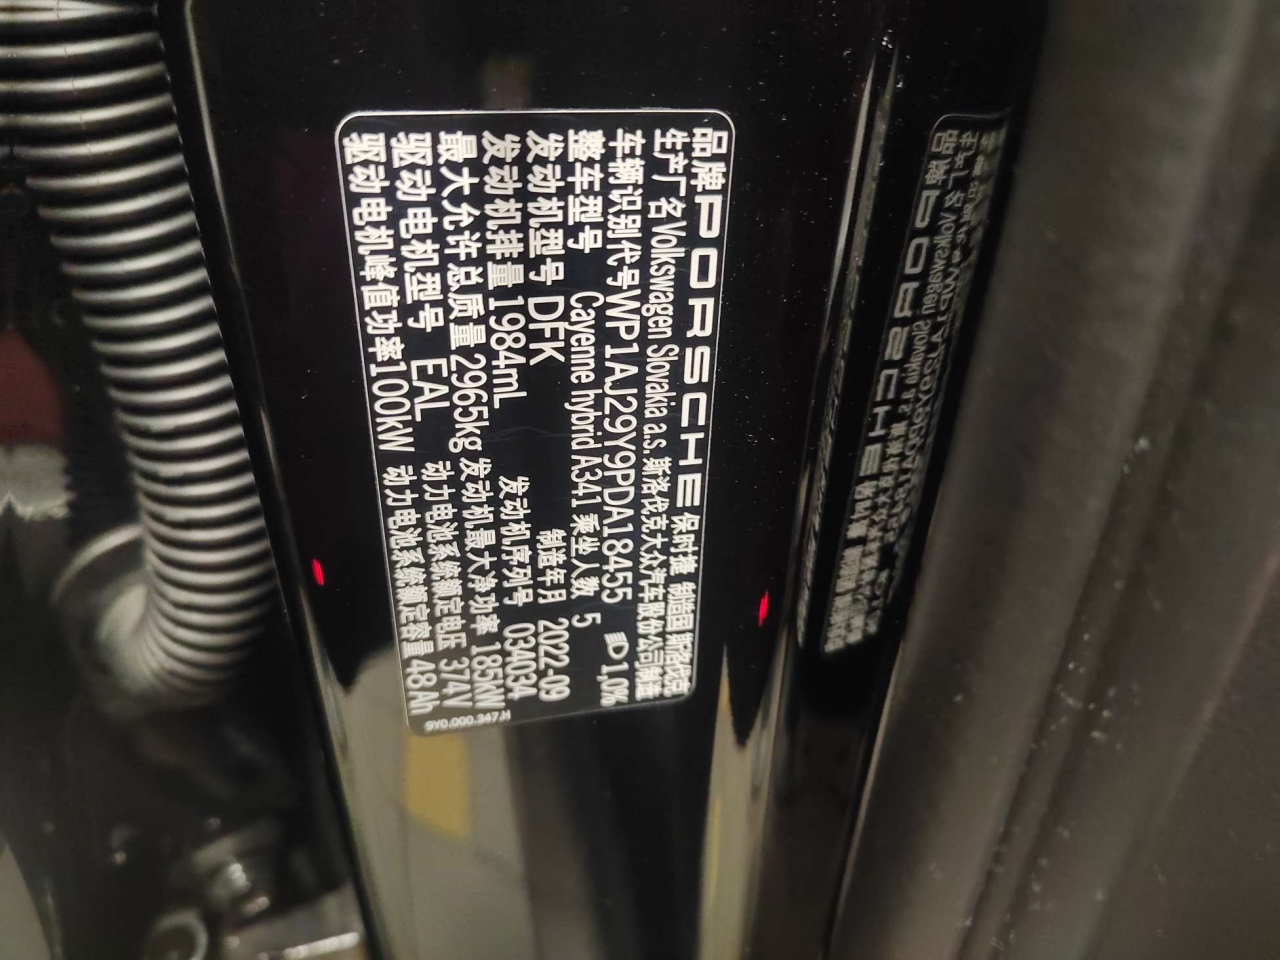 品牌 PORSCHE 保时捷 制造国 斯洛伐克
生产厂名 Volkswagen Slovakia a.s. 斯洛伐克大众汽车股份公司制造
车辆识别代号 WP1AJ29Y9PDA18455 1,0%
整车型号 Cayenne hybrid A341 乘坐人数 5
发动机型号 DFK 制造年月 2022-09
发动机排量 1984mL 发动机序列号 034034
最大允许总质量 2965kg 发动机最大净功率 185kW
驱动电机型号 EAL 动力电池系统额定电压 374V
驱动电机峰值功率 100kW 动力电池系统额定容量 48Ah
9Y0.000.347.H